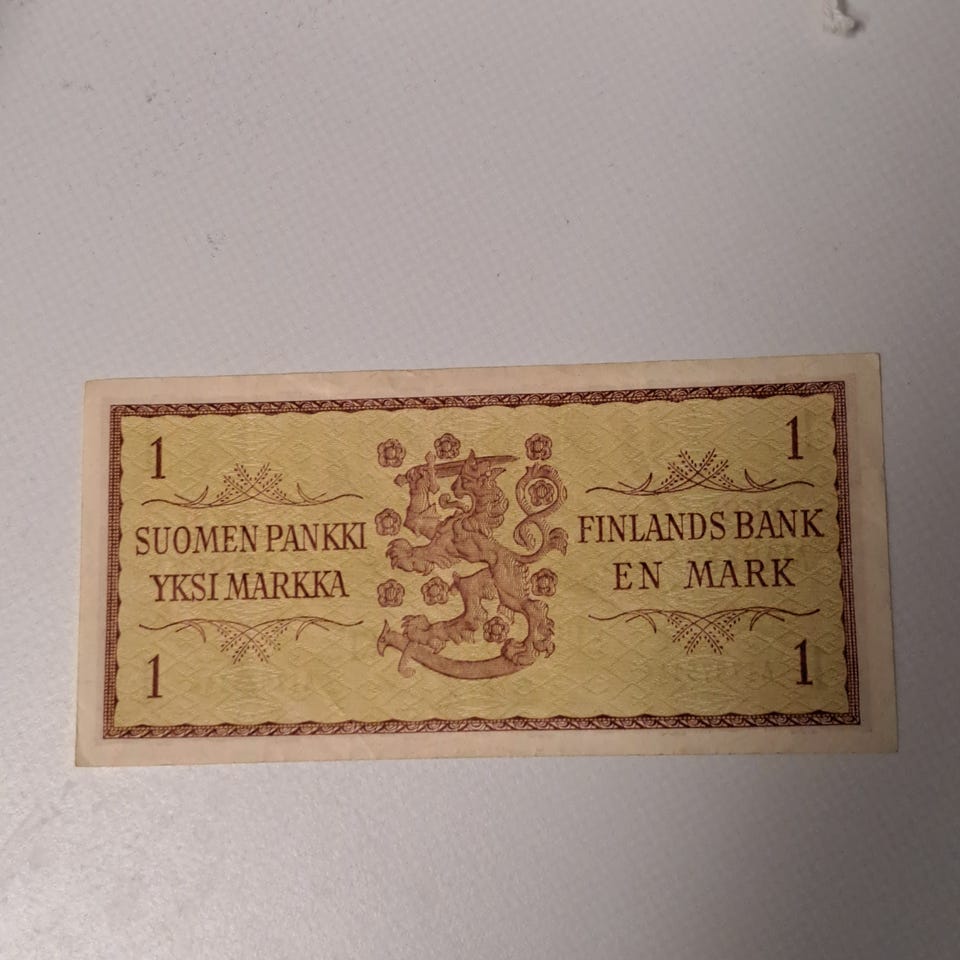 1 1
SUOMEN PANKKI FINLANDS BANK
YKSI MARKKA EN MARK
1 1